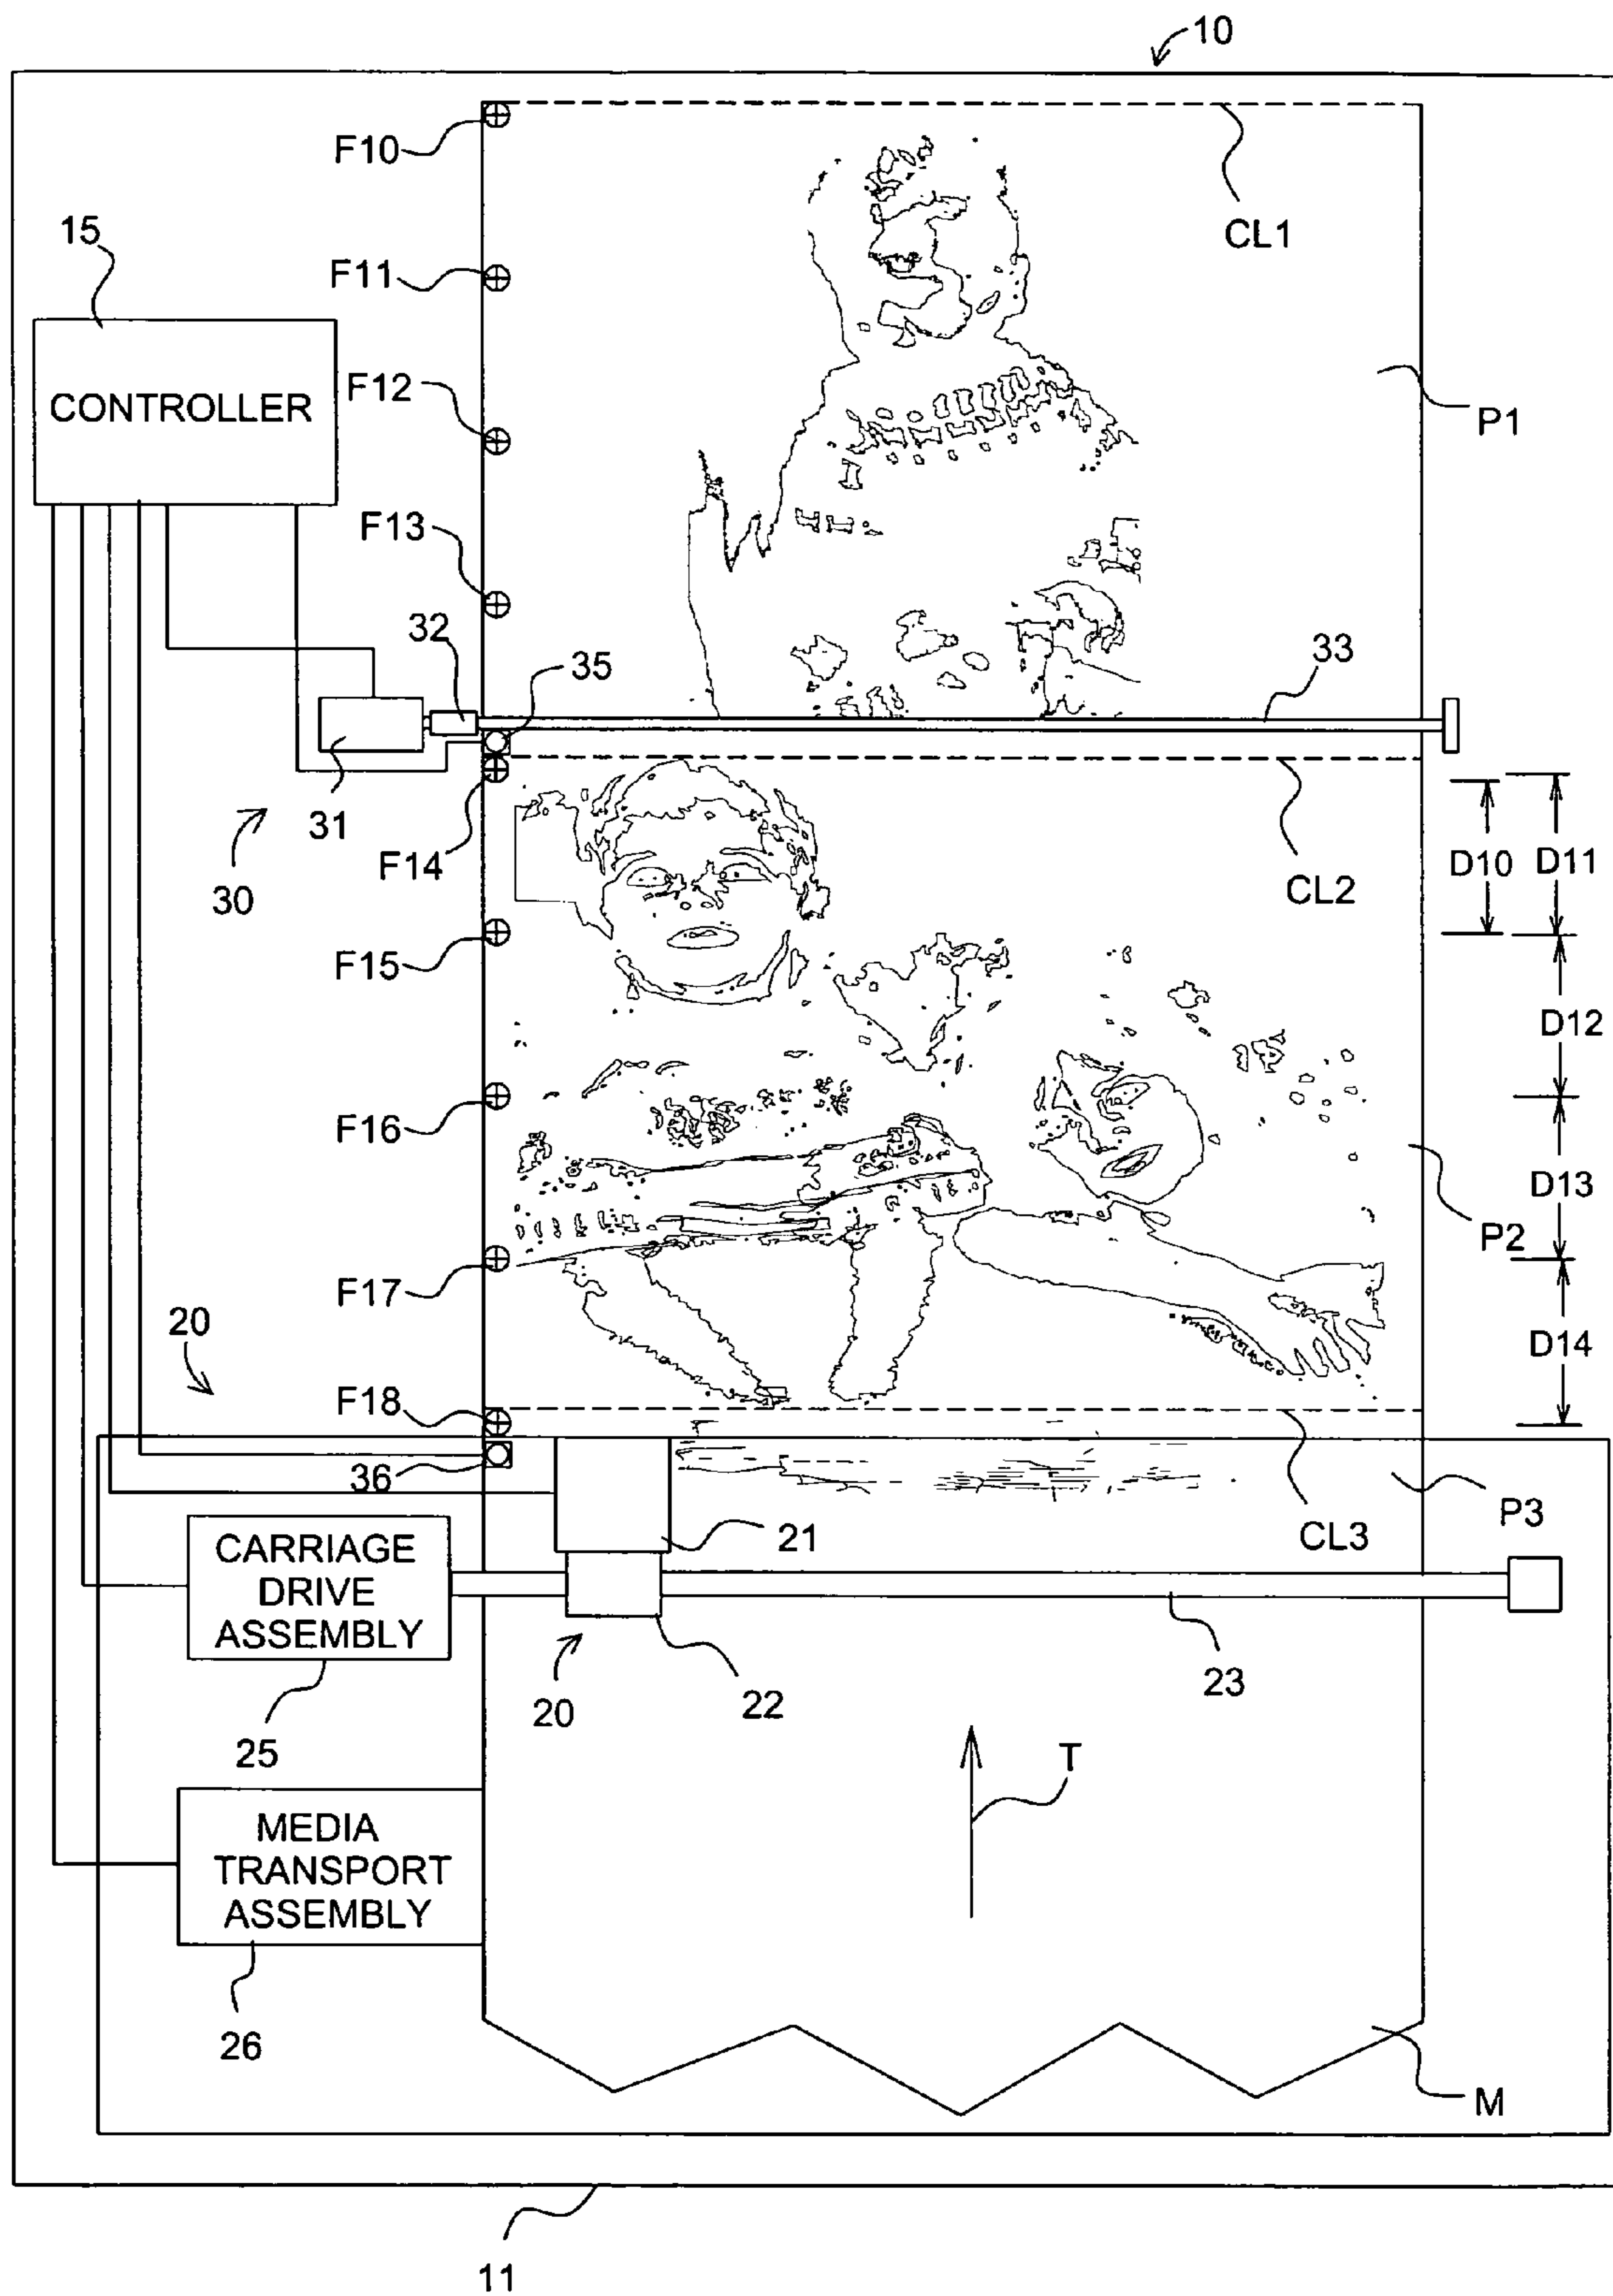 10
F10
CL1
15
F11
CONTROLLER
F12
P1
F13
32
35
33
31
30
F14
CL2
D10
D11
F15
D12
F16
D13
P2
F17
20
D14
F18
36
P3
21
CL3
CARRIAGE
DRIVE
ASSEMBLY
20
22
23
25
T
MEDIA
TRANSPORT
ASSEMBLY
26
M
11